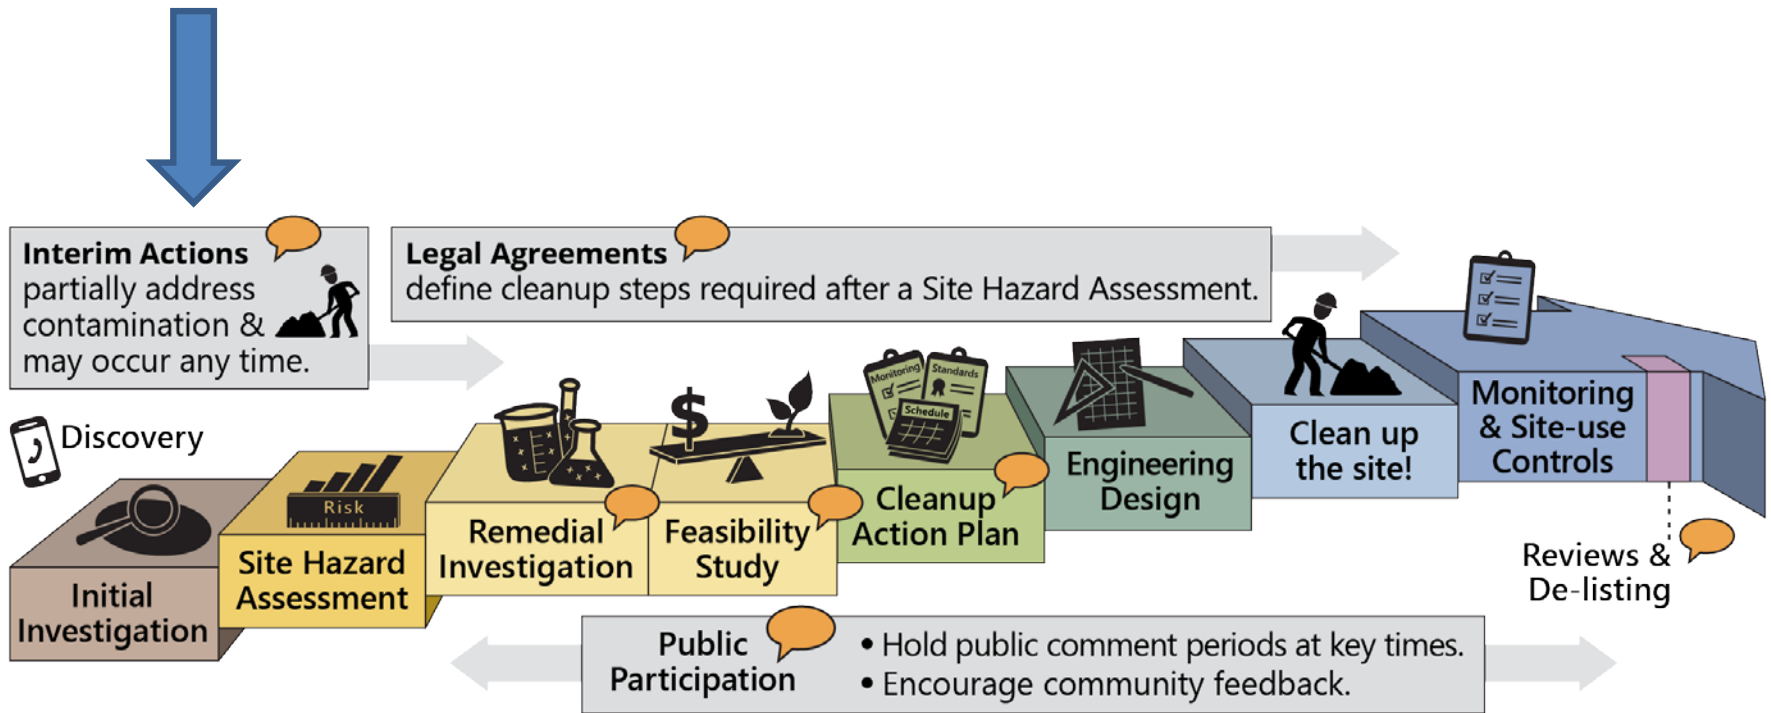 Interim Actions
partially address
contamination &
may occur any time.
Legal Agreements
define cleanup steps required after a Site Hazard Assessment.
Discovery
Initial
Investigation
Risk
Site Hazard
Assessment
Remedial
Investigation
$
Feasibility
Study
Monitoring
Standards
Schedule
Cleanup
Action Plan
Engineering
Design
Clean up
the site!
Monitoring
& Site-use
Controls
Reviews &
De-listing
Public
Participation
• Hold public comment periods at key times.
• Encourage community feedback.